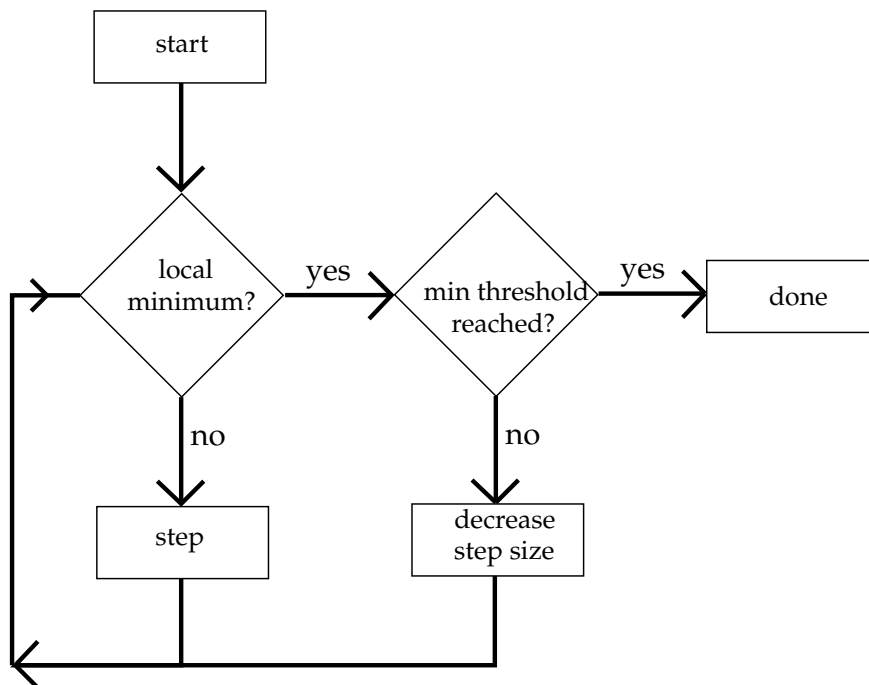 start
local
minimum?
yes
min threshold
reached?
yes
done
no
no
step
decrease
step size